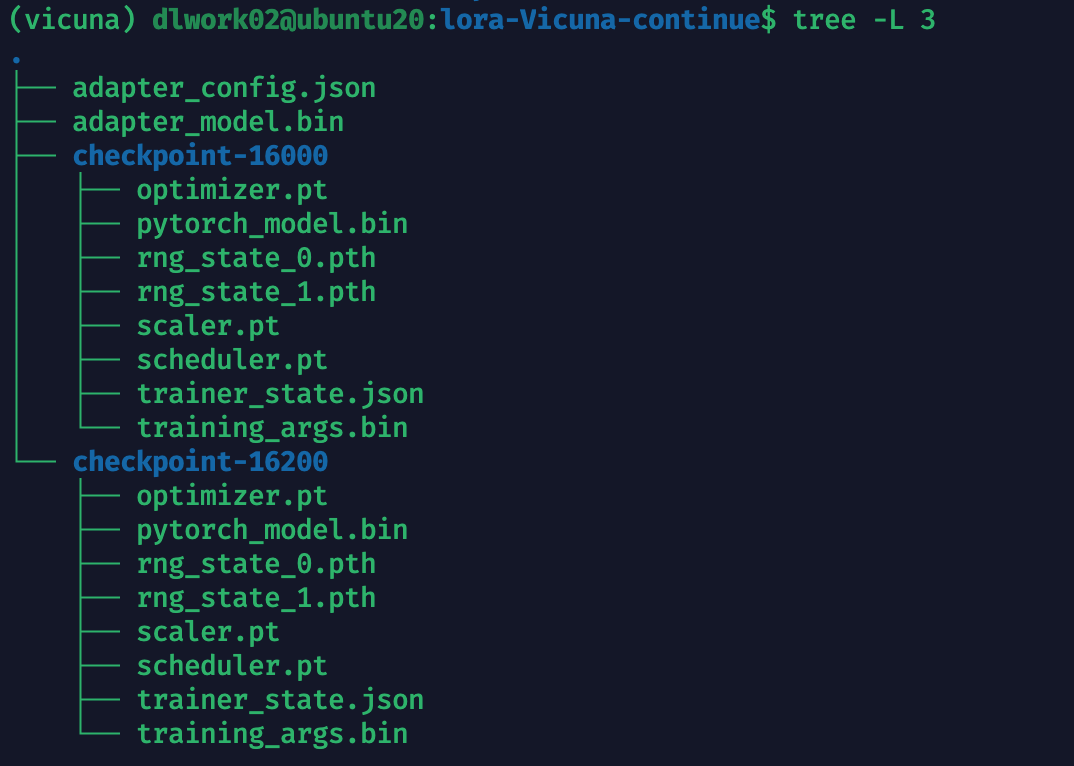 (vicuna) dlwork02@ubuntu20:lora-Vicuna-continue$ tree -L 3
.
├── adapter_config.json
├── adapter_model.bin
├── checkpoint-16000
│   ├── optimizer.pt
│   ├── pytorch_model.bin
│   ├── rng_state_0.pth
│   ├── rng_state_1.pth
│   ├── scaler.pt
│   ├── scheduler.pt
│   ├── trainer_state.json
│   └── training_args.bin
└── checkpoint-16200
    ├── optimizer.pt
    ├── pytorch_model.bin
    ├── rng_state_0.pth
    ├── rng_state_1.pth
    ├── scaler.pt
    ├── scheduler.pt
    ├── trainer_state.json
    └── training_args.bin